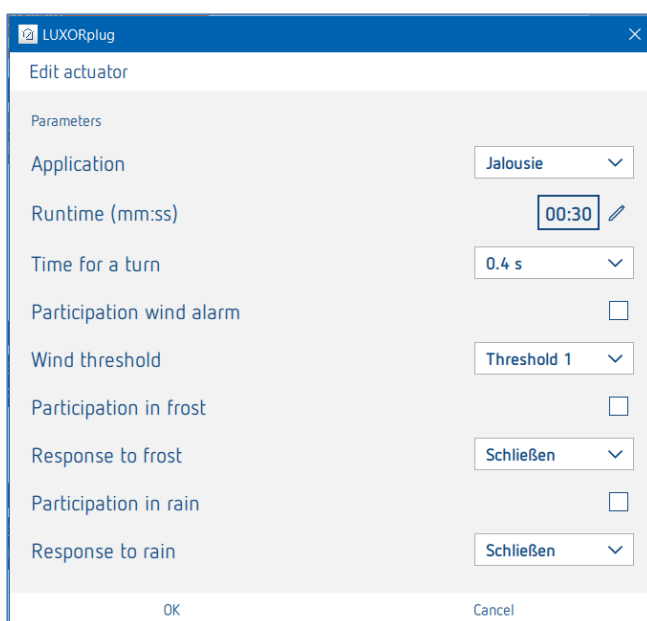 LUXORplug
Edit actuator
Parameters
Application Jalousie
Runtime (mm:ss) 00:30
Time for a turn 0.4 s
Participation wind alarm
Wind threshold Threshold 1
Participation in frost
Response to frost Schließen
Participation in rain
Response to rain Schließen
OK Cancel